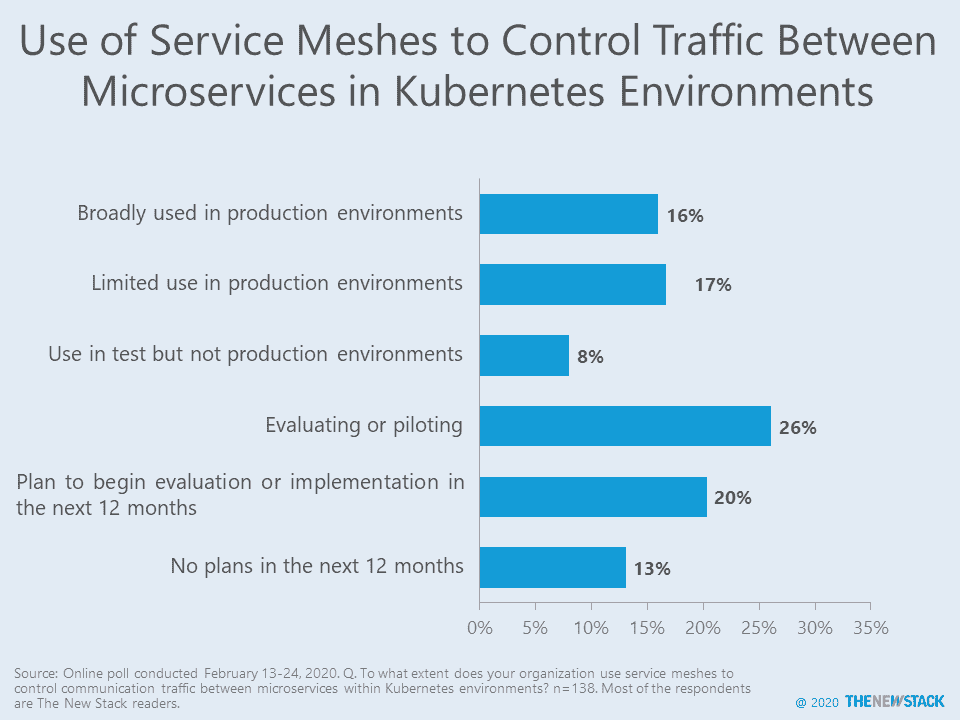 Use of Service Meshes to Control Traffic Between
Microservices in Kubernetes Environments
Broadly used in production environments
16%
Limited use in production environments
17%
Use in test but not production environments
8%
Evaluating or piloting
26%
Plan to begin evaluation or implementation in
the next 12 months
20%
No plans in the next 12 months
13%
0% 5% 10% 15% 20% 25% 30% 35%
Source: Online poll conducted February 13-24, 2020. Q. To what extent does your organization use service meshes to
control communication traffic between microservices within Kubernetes environments? n=138. Most of the respondents
are The New Stack readers.
@ 2020 THENEWSTACK